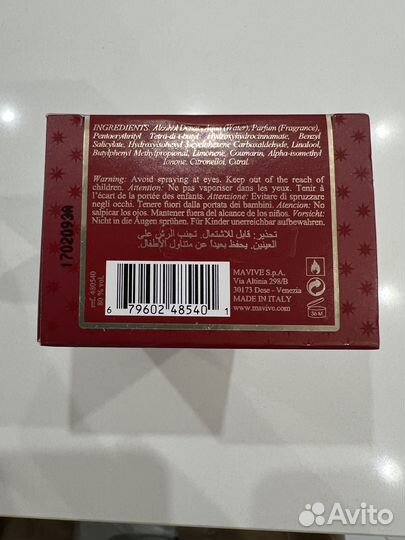 INGREDIENTS: Alcohol Denat., Aqua (Water), Parfum (Fragrance),
Pentaerythrityl Tetra-di-t-butyl Hydroxyhydrocinnamate, Benzyl
Salicylate, Hydroxyisohexyl 3-cyclohexene Carboxaldehyde, Linalool,
Butylphenyl Methylpropional, Limonene, Coumarin, Alpha-isomethyl
Ionone, Citronellol, Citral.
Warning: Avoid spraying at eyes. Keep out of the reach of
children. Attention: Ne pas vaporiser dans les yeux. Tenir à
l'écart de la portée des enfants. Attenzione: Evitare di spruzzare
negli occhi. Tenere fuori dalla portata dei bambini. Atencion: No
salpicar los ojos. Mantener fuera del alcance de los niños. Vorsicht:
Nicht in die Augen sprühen. Für Kinder unerreichbar aufbewahren.
تحذير: قابل للاشتعال. تجنب الرش على
العينين. يحفظ بعيداً عن متناول الأطفال.
1702093A
ref. 480540
80 % vol.
6 79602 48540 1
MAVIVE S.p.A.
Via Altinia 298/B
30173 Dese - Venezia
MADE IN ITALY
www.mavive.com
36 M
Avito